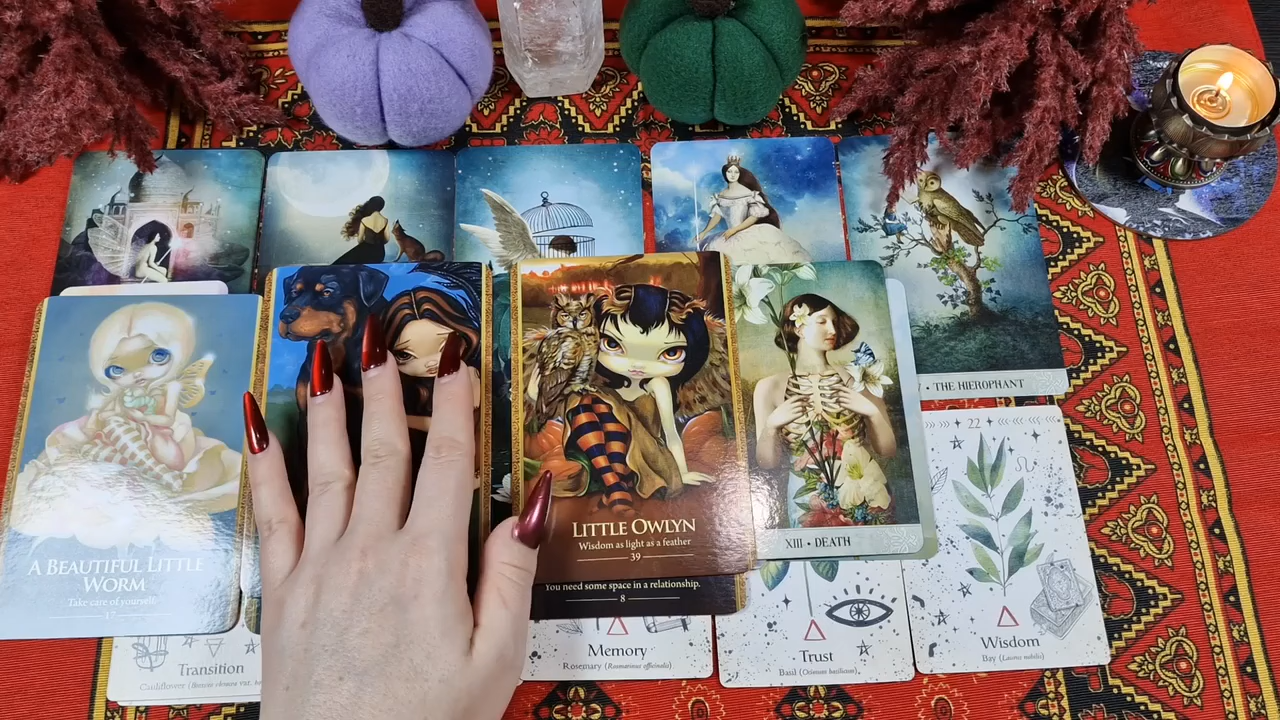 • THE HIEROPHANT
A BEAUTIFUL LITTLE
WORM
Take care of yourself
LITTLE OWLYN
Wisdom as light as a feather
39
You need some space in a relationship.
8
XIII • DEATH
22
Transition
Cauliflower
Memory
Rosemary (Rosmarinus officinalis)
Trust
Basil (Ocimum basilicum)
Wisdom
Bay (Laurus nobilis)